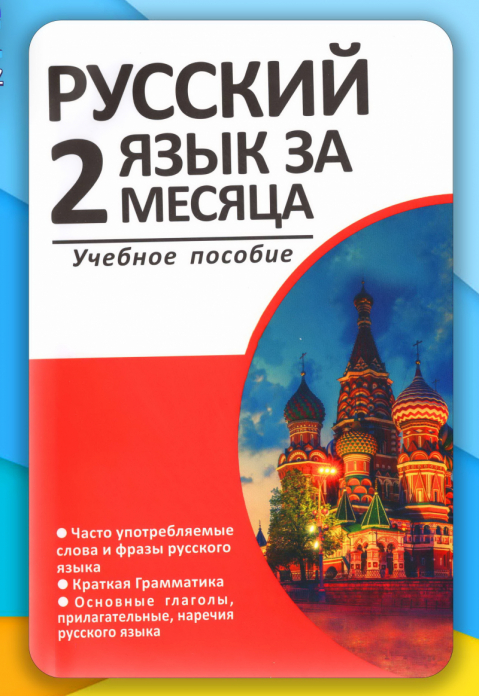 РУССКИЙ
2 ЯЗЫК ЗА
МЕСЯЦА
Учебное пособие
● Часто употребляемые
слова и фразы русского
языка
● Краткая Грамматика
● Основные глаголы,
прилагательные, наречия
русского языка